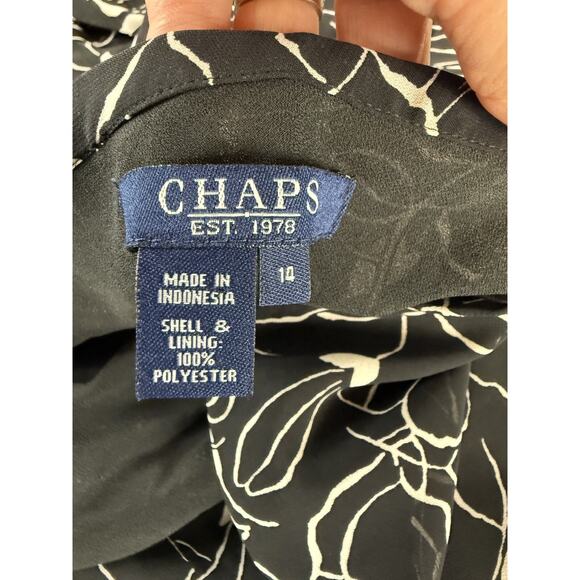 CHAPS
EST. 1978
14
MADE IN
INDONESIA
SHELL &
LINING:
100%
POLYESTER